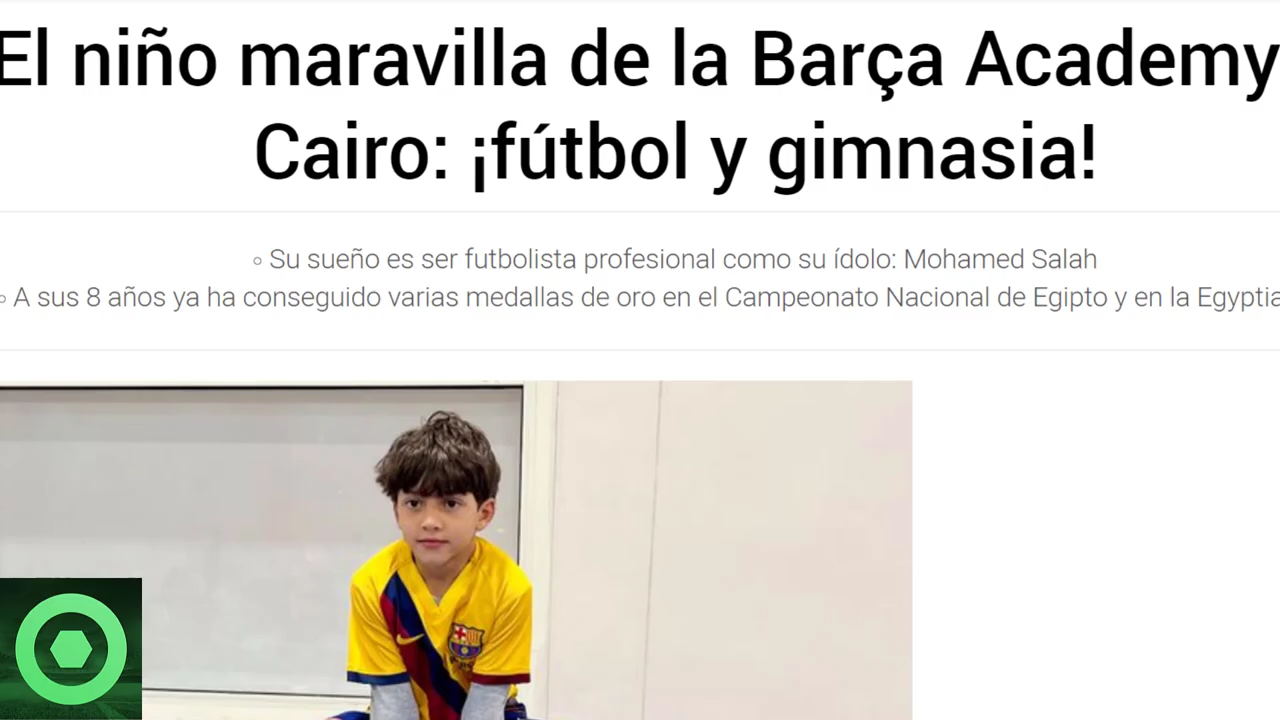 El niño maravilla de la Barça Academy
Cairo: ¡fútbol y gimnasia!
◦ Su sueño es ser futbolista profesional como su ídolo: Mohamed Salah
◦ A sus 8 años ya ha conseguido varias medallas de oro en el Campeonato Nacional de Egipto y en la Egyptia